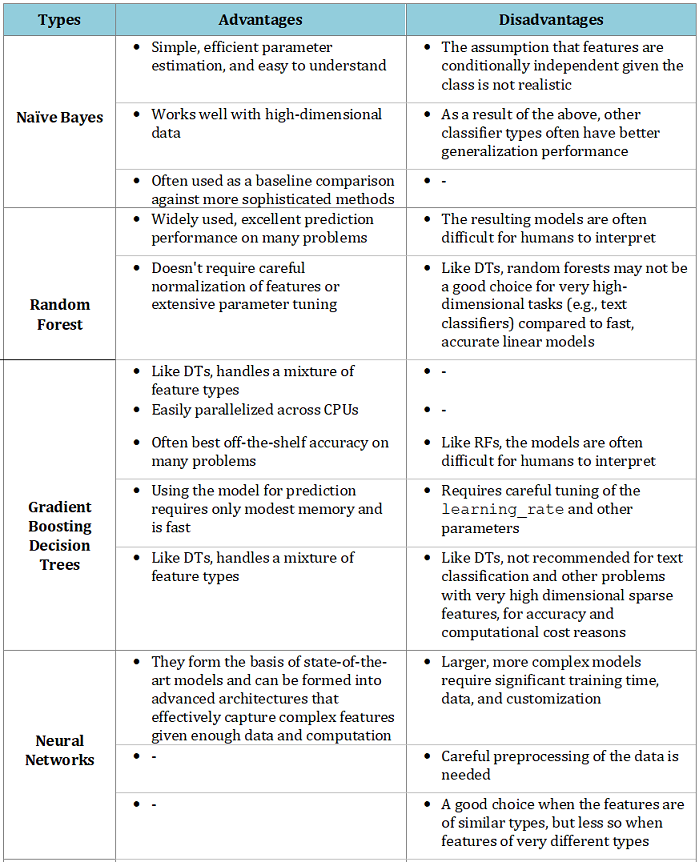 Types Advantages Disadvantages
Naïve Bayes
• Simple, efficient parameter
estimation, and easy to understand
• The assumption that features are
conditionally independent given the
class is not realistic
• Works well with high-dimensional
data
• As a result of the above, other
classifier types often have better
generalization performance
• Often used as a baseline comparison
against more sophisticated methods
• -
Random
Forest
• Widely used, excellent prediction
performance on many problems
• The resulting models are often
difficult for humans to interpret
• Doesn't require careful
normalization of features or
extensive parameter tuning
• Like DTs, random forests may not be
a good choice for very high-
dimensional tasks (e.g., text
classifiers) compared to fast,
accurate linear models
Gradient
Boosting
Decision
Trees
• Like DTs, handles a mixture of
feature types
• -
• Easily parallelized across CPUs
• -
• Often best off-the-shelf accuracy on
many problems
• Like RFs, the models are often
difficult for humans to interpret
• Using the model for prediction
requires only modest memory and
is fast
• Requires careful tuning of the
learning_rate and other
parameters
• Like DTs, handles a mixture of
feature types
• Like DTs, not recommended for text
classification and other problems
with very high dimensional sparse
features, for accuracy and
computational cost reasons
Neural
Networks
• They form the basis of state-of-the-
art models and can be formed into
advanced architectures that
effectively capture complex features
given enough data and computation
• Larger, more complex models
require significant training time,
data, and customization
• -
• Careful preprocessing of the data is
needed
• -
• A good choice when the features are
of similar types, but less so when
features of very different types